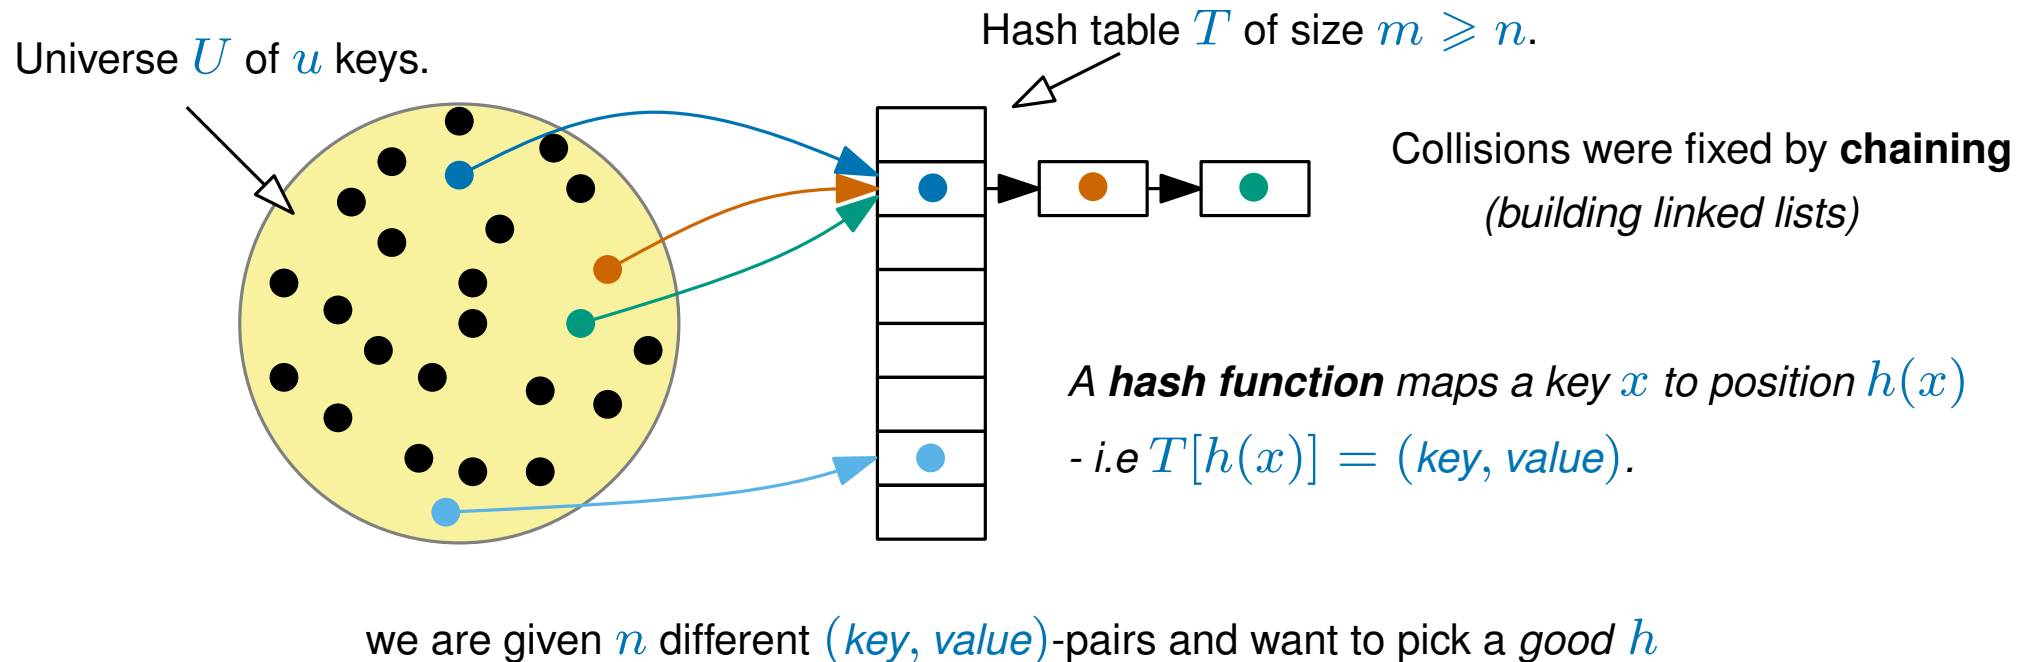 Hash table T of size m ⩾ n.
Universe U of u keys.
Collisions were fixed by chaining
(building linked lists)
A hash function maps a key x to position h(x)
- i.e T[h(x)] = (key, value).
we are given n different (key, value)-pairs and want to pick a good h